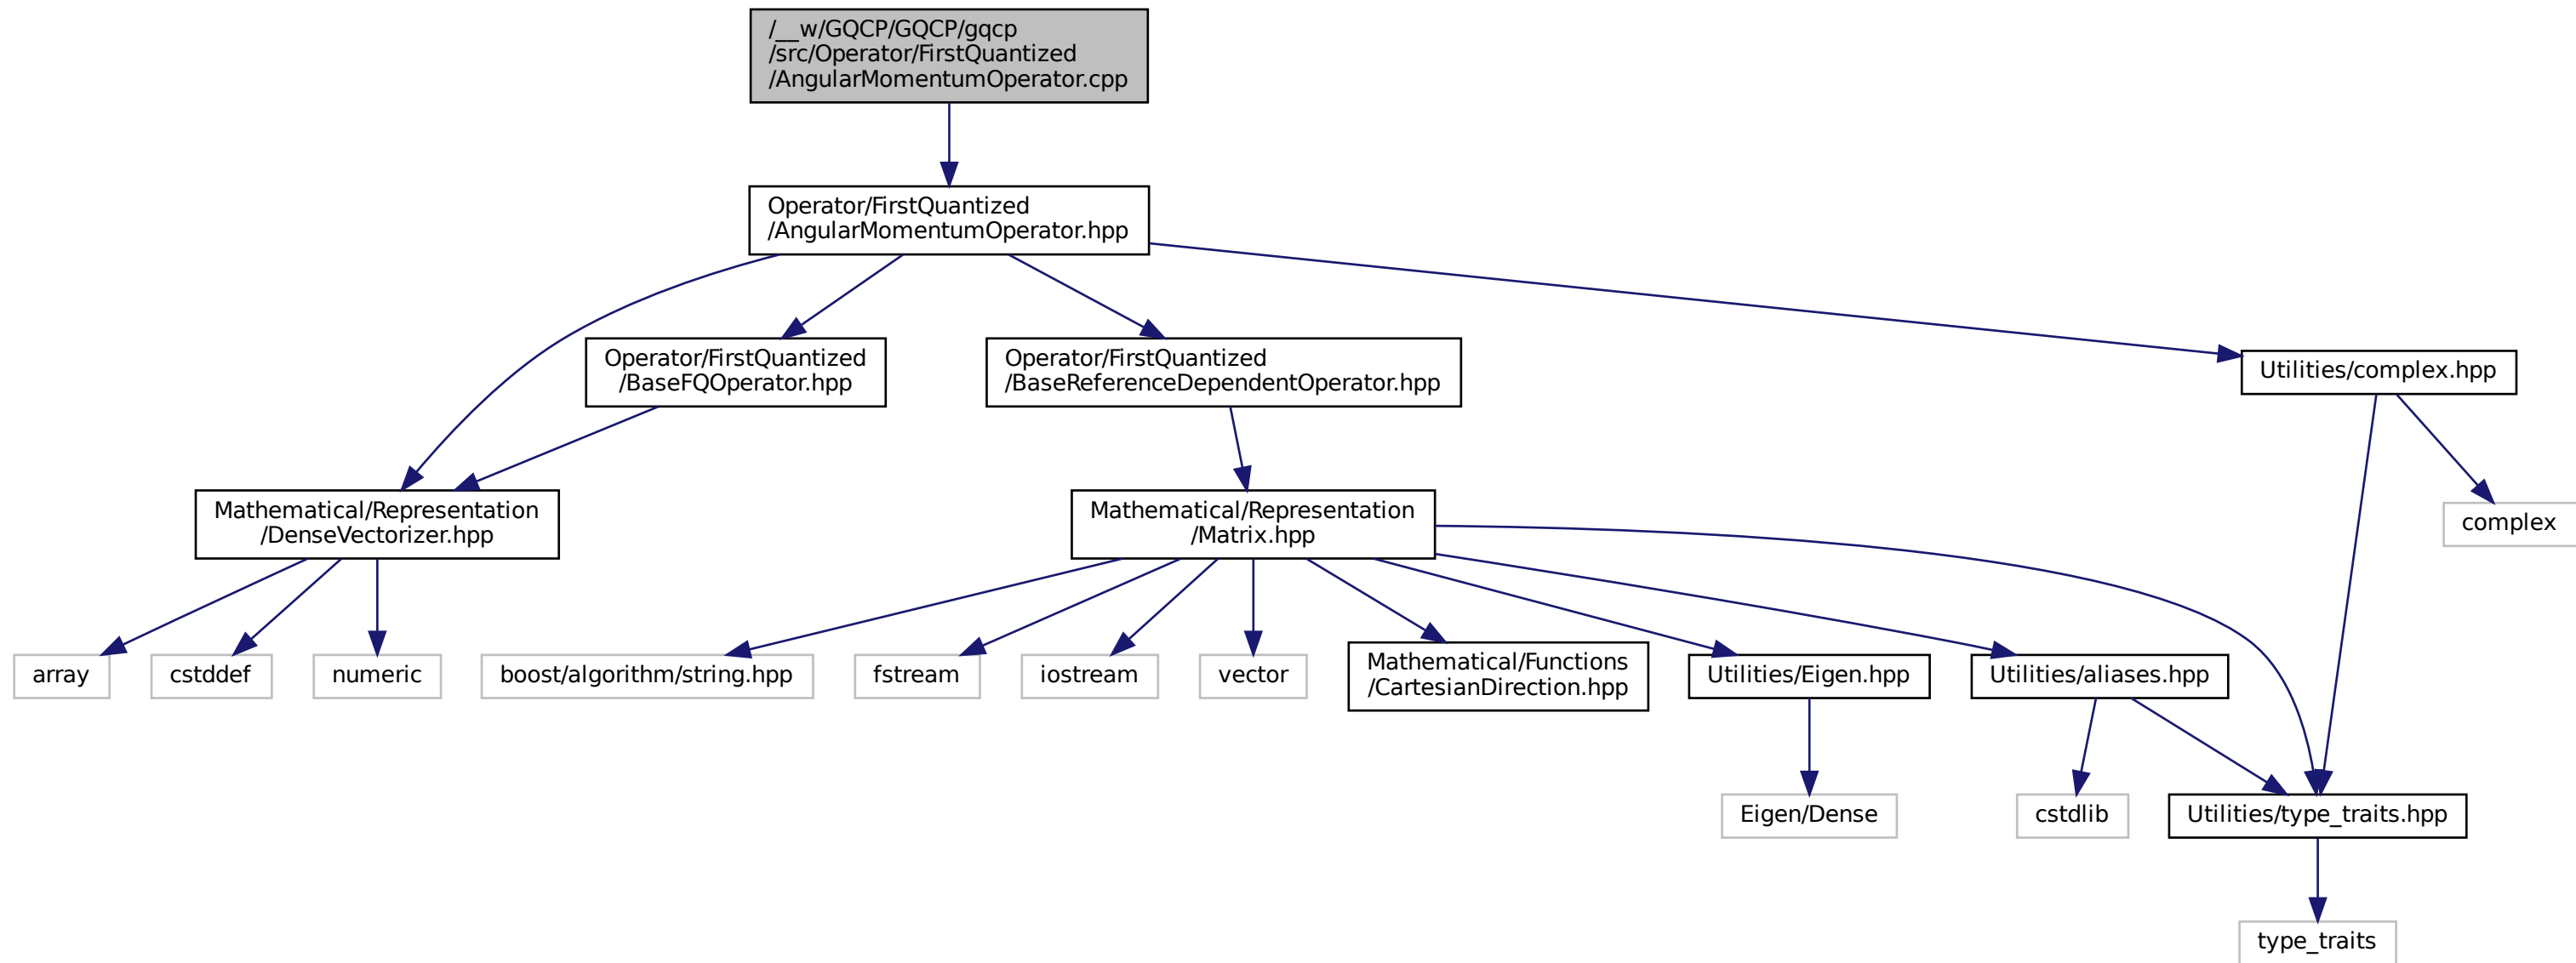 /__w/GQCP/GQCP/gqcp
/src/Operator/FirstQuantized
/AngularMomentumOperator.cpp
Operator/FirstQuantized
/AngularMomentumOperator.hpp
Operator/FirstQuantized
/BaseFQOperator.hpp
Operator/FirstQuantized
/BaseReferenceDependentOperator.hpp
Utilities/complex.hpp
Mathematical/Representation
/DenseVectorizer.hpp
Mathematical/Representation
/Matrix.hpp
complex
array
cstddef
numeric
boost/algorithm/string.hpp
fstream
iostream
vector
Mathematical/Functions
/CartesianDirection.hpp
Utilities/Eigen.hpp
Utilities/aliases.hpp
Eigen/Dense
cstdlib
Utilities/type_traits.hpp
type_traits